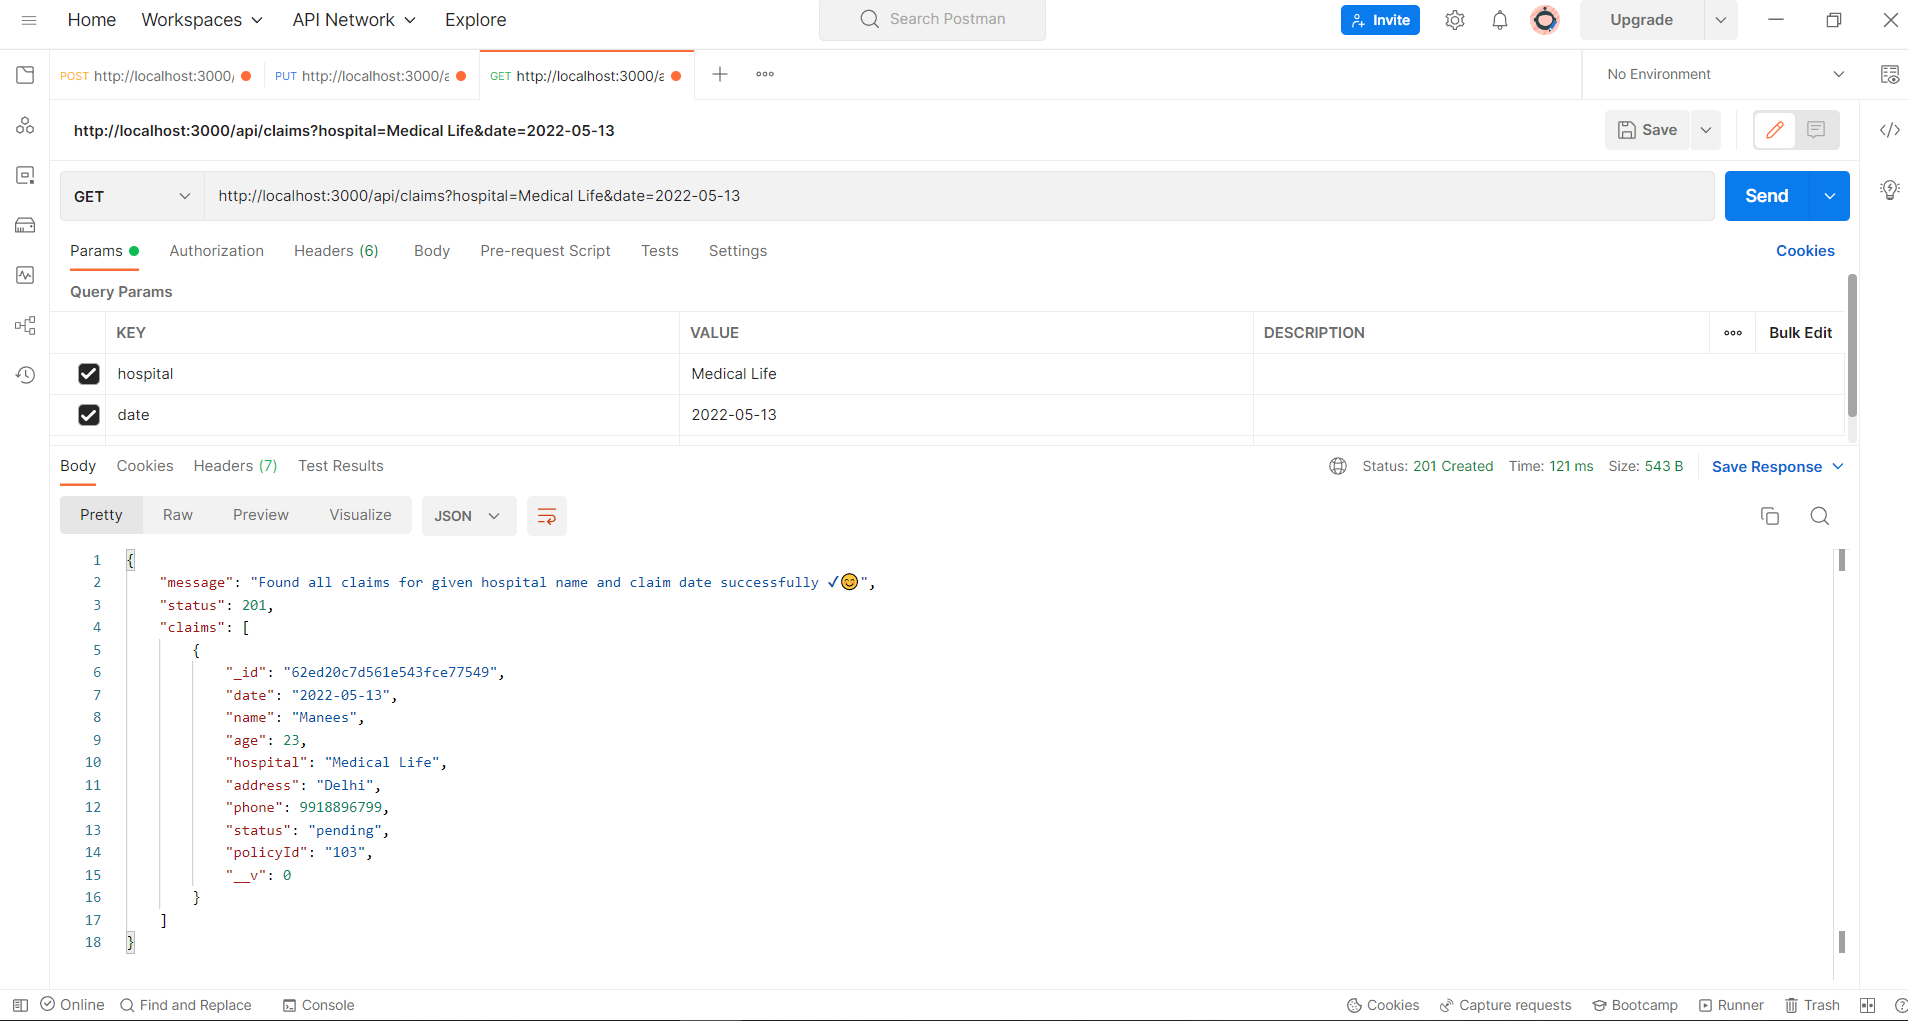 Home Workspaces API Network Explore Search Postman Invite Upgrade
POST http://localhost:3000/ PUT http://localhost:3000/a GET http://localhost:3000/a No Environment
http://localhost:3000/api/claims?hospital=Medical Life&date=2022-05-13 Save
GET http://localhost:3000/api/claims?hospital=Medical Life&date=2022-05-13 Send
Params Authorization Headers (6) Body Pre-request Script Tests Settings Cookies
Query Params
KEY VALUE DESCRIPTION Bulk Edit
hospital Medical Life
date 2022-05-13
Body Cookies Headers (7) Test Results Status: 201 Created Time: 121 ms Size: 543 B Save Response
Pretty Raw Preview Visualize JSON
1 {
2 "message": "Found all claims for given hospital name and claim date successfully ✔😊",
3 "status": 201,
4 "claims": [
5 {
6 "_id": "62ed20c7d561e543fce77549",
7 "date": "2022-05-13",
8 "name": "Manees",
9 "age": 23,
10 "hospital": "Medical Life",
11 "address": "Delhi",
12 "phone": 9918896799,
13 "status": "pending",
14 "policyId": "103",
15 "__v": 0
16 }
17 ]
18 }
Online Find and Replace Console Cookies Capture requests Bootcamp Runner Trash